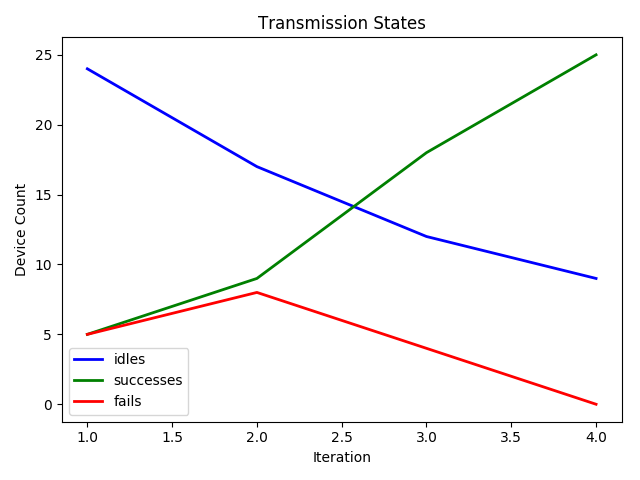 Transmission States
25
20
15
10
5
0
Device Count
idles
successes
fails
1.0 1.5 2.0 2.5 3.0 3.5 4.0
Iteration